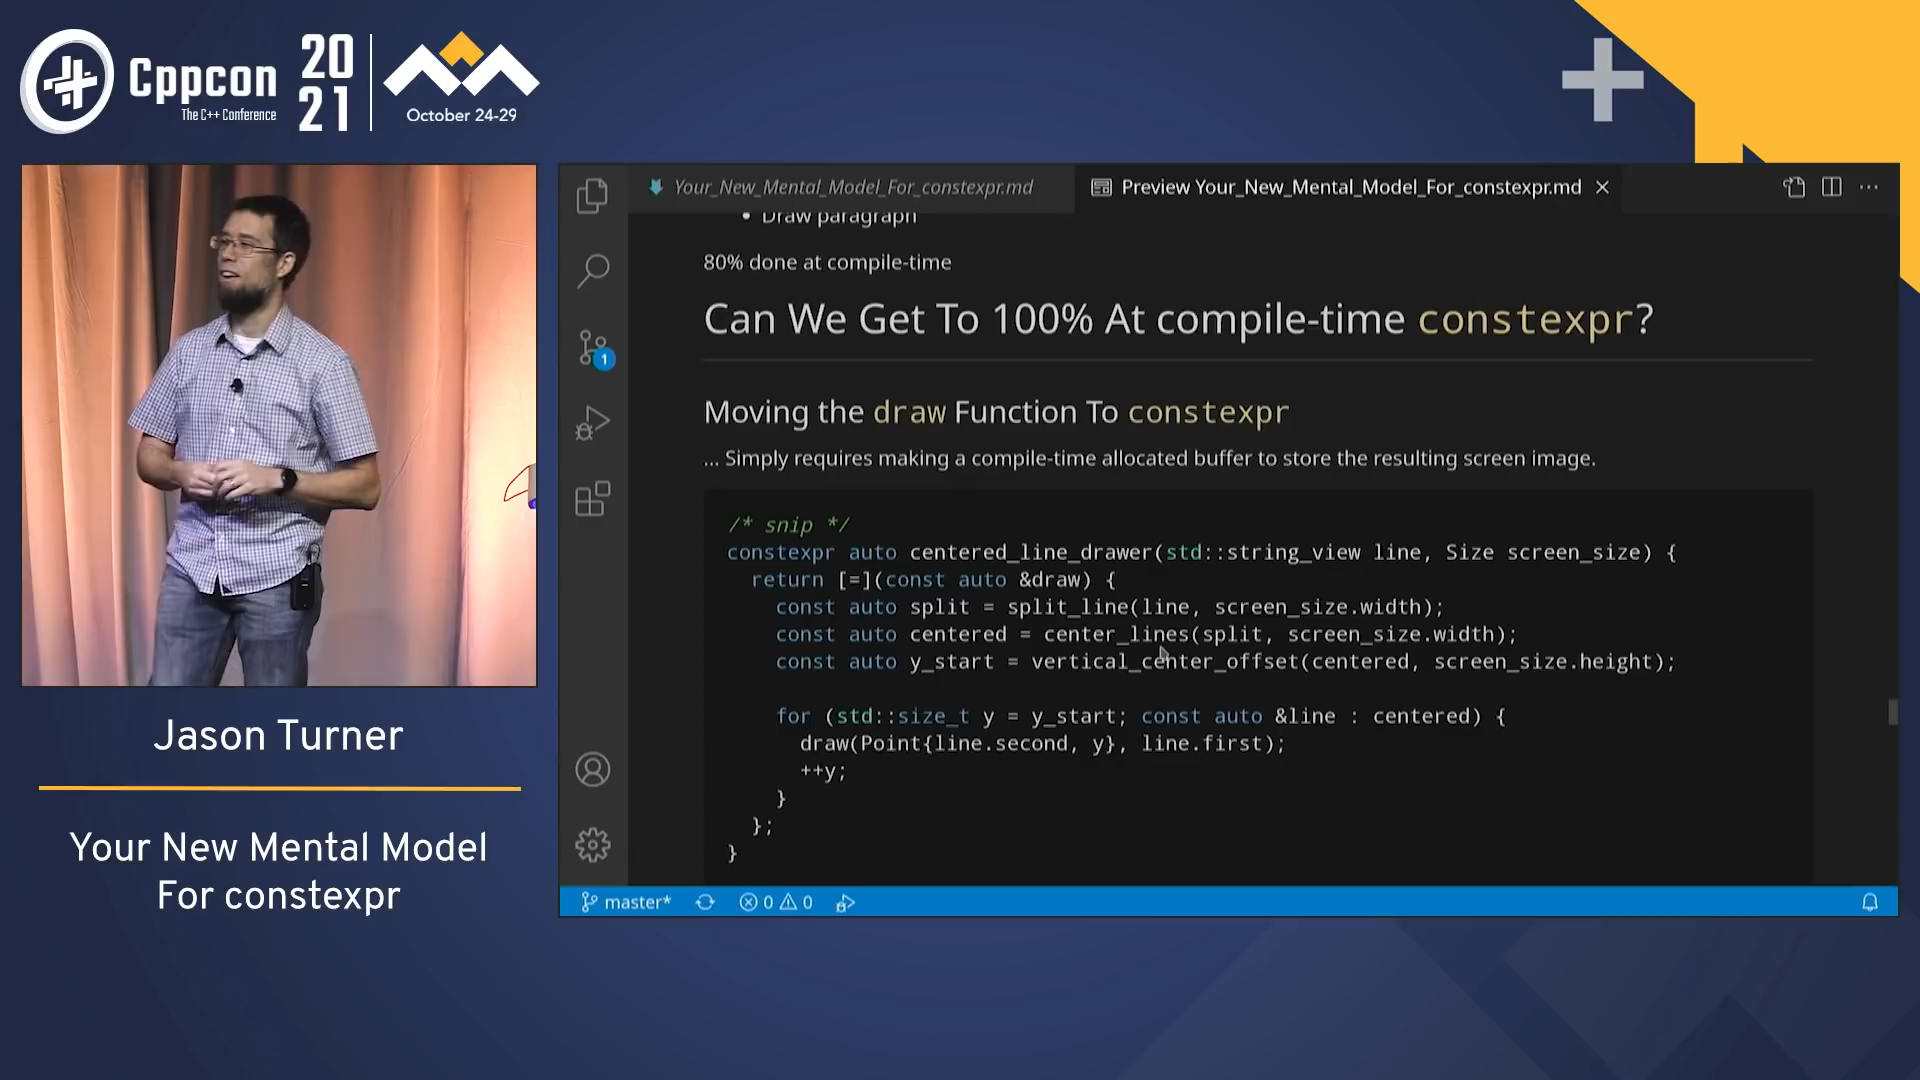 Cppcon
The C++ Conference
20
21
October 24-29
Your_New_Mental_Model_For_constexpr.md
Preview Your_New_Mental_Model_For_constexpr.md
• Draw paragraph
80% done at compile-time
Can We Get To 100% At compile-time constexpr?
Moving the draw Function To constexpr
... Simply requires making a compile-time allocated buffer to store the resulting screen image.
/* snip */
constexpr auto centered_line_drawer(std::string_view line, Size screen_size) {
return [=](const auto &draw) {
const auto split = split_line(line, screen_size.width);
const auto centered = center_lines(split, screen_size.width);
const auto y_start = vertical_center_offset(centered, screen_size.height);
for (std::size_t y = y_start; const auto &line : centered) {
draw(Point{line.second, y}, line.first);
++y;
}
};
}
1
master* 0 0
Jason Turner
Your New Mental Model
For constexpr